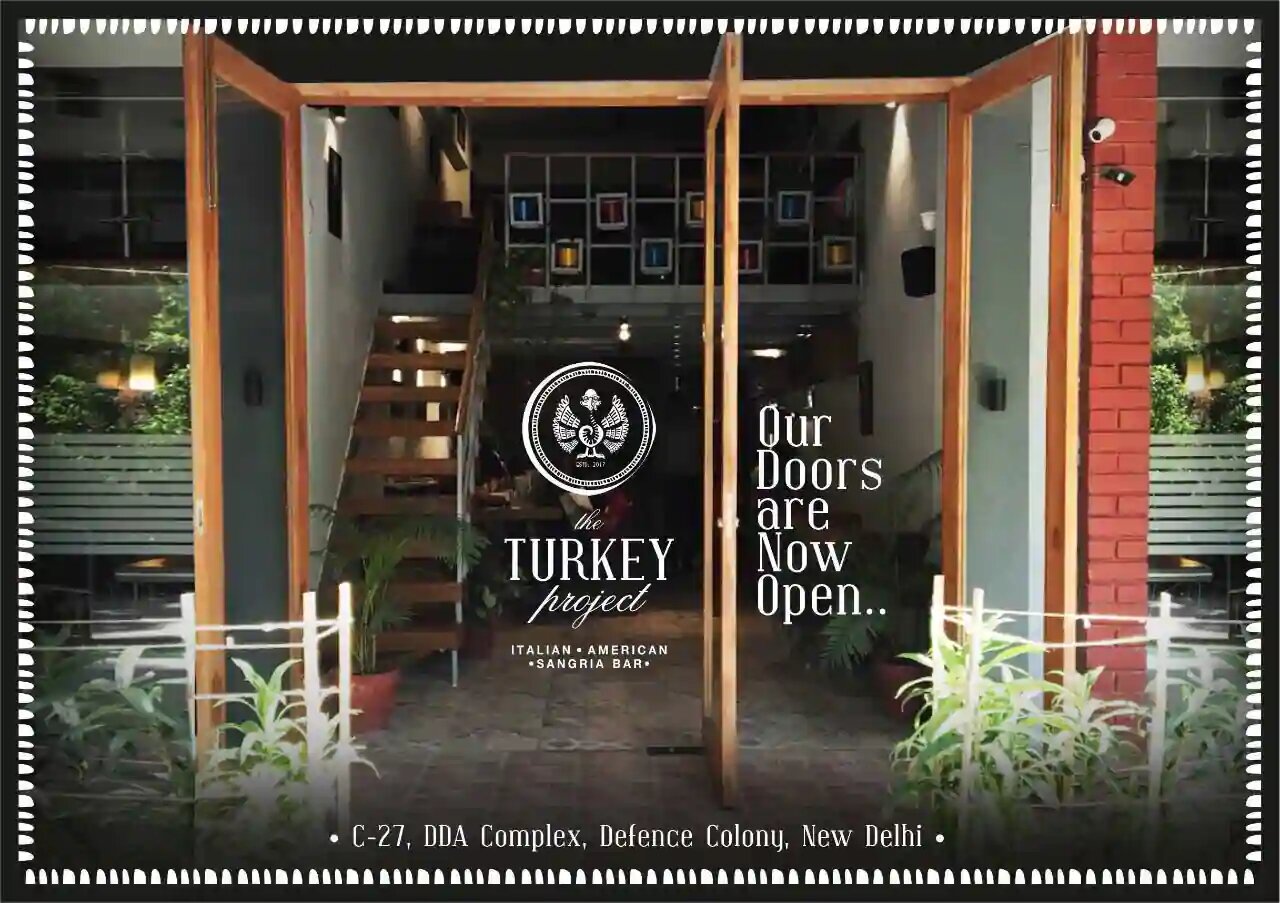 ESTD. 2017
the
TURKEY
project
ITALIAN • AMERICAN
•SANGRIA BAR•
Our
Doors
are
Now
Open..
• C-27, DDA Complex, Defence Colony, New Delhi •